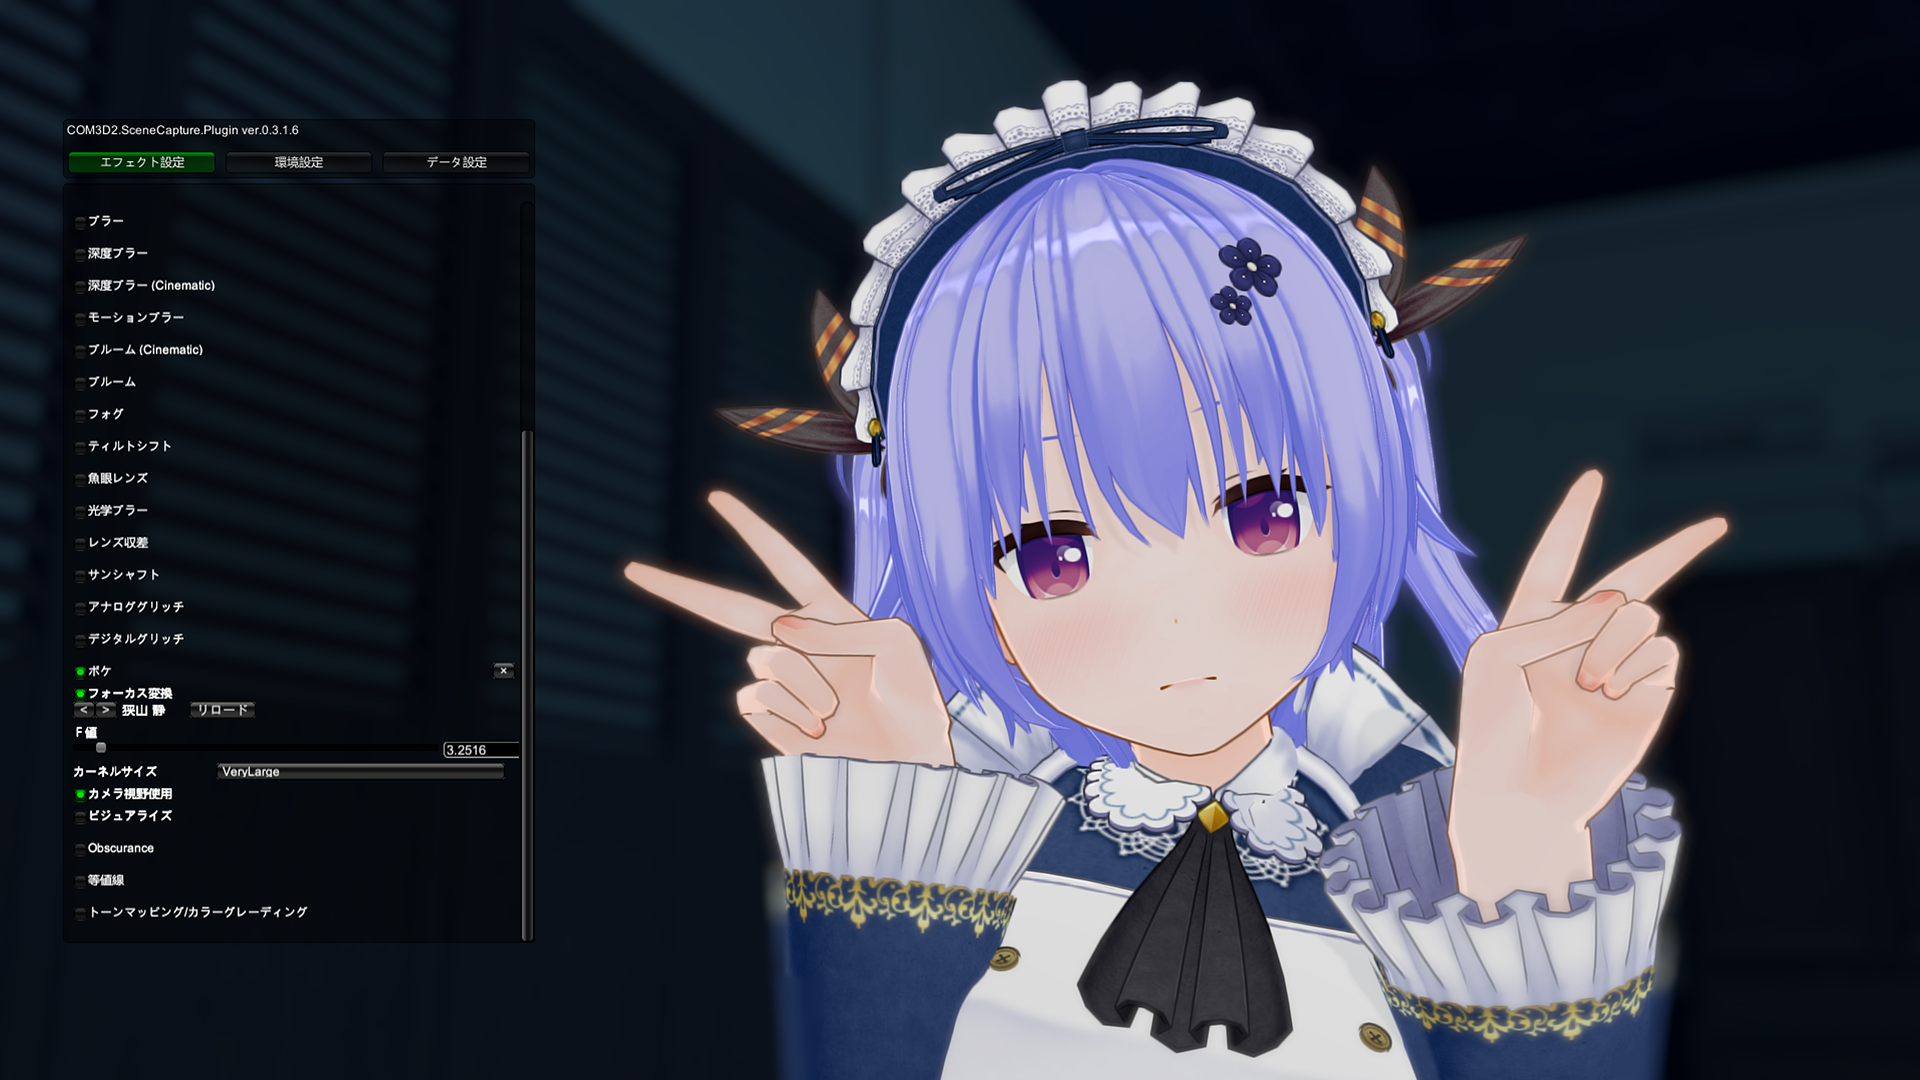 COM3D2.SceneCapture.Plugin ver.0.3.1.6
エフェクト設定 環境設定 データ設定
ブラー
深度ブラー
深度ブラー (Cinematic)
モーションブラー
ブルーム (Cinematic)
ブルーム
フォグ
ティルトシフト
魚眼レンズ
光学ブラー
レンズ収差
サンシャフト
アナロググリッチ
デジタルグリッチ
ボケ ×
フォーカス変換
< > 狭山 静 リロード
F値
3.2516
カーネルサイズ VeryLarge
カメラ視野使用
ビジュアライズ
Obscurance
等値線
トーンマッピング/カラーグレーディング